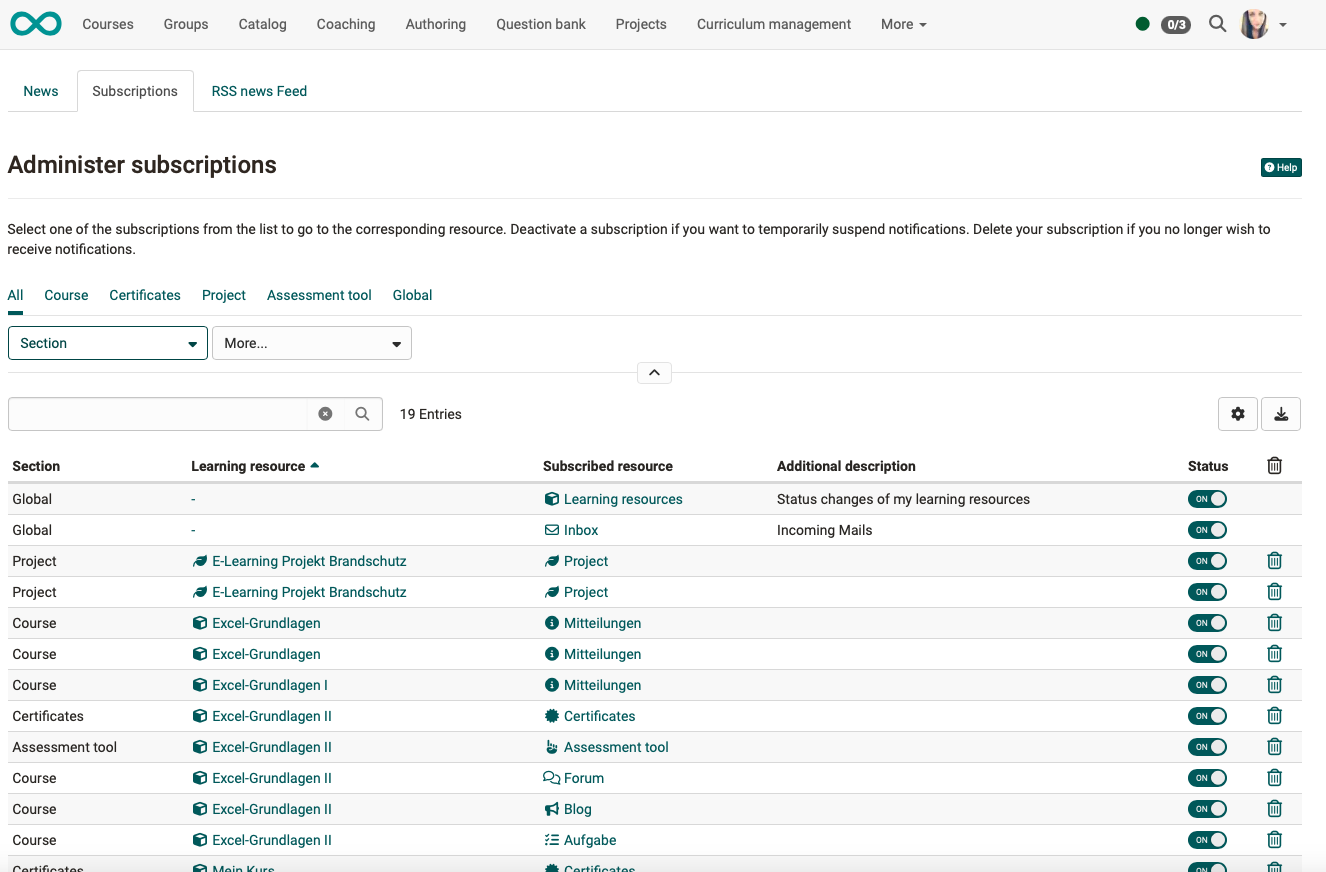 Courses Groups Catalog Coaching Authoring Question bank Projects Curriculum management More 0/3
News Subscriptions RSS news Feed
Administer subscriptions Help
Select one of the subscriptions from the list to go to the corresponding resource. Deactivate a subscription if you want to temporarily suspend notifications. Delete your subscription if you no longer wish to
receive notifications.
All Course Certificates Project Assessment tool Global
Section More...
19 Entries
Section Learning resource Subscribed resource Additional description Status
Global - Learning resources Status changes of my learning resources ON
Global - Inbox Incoming Mails ON
Project E-Learning Projekt Brandschutz Project ON
Project E-Learning Projekt Brandschutz Project ON
Course Excel-Grundlagen Mitteilungen ON
Course Excel-Grundlagen Mitteilungen ON
Course Excel-Grundlagen I Mitteilungen ON
Certificates Excel-Grundlagen II Certificates ON
Assessment tool Excel-Grundlagen II Assessment tool ON
Course Excel-Grundlagen II Forum ON
Course Excel-Grundlagen II Blog ON
Course Excel-Grundlagen II Aufgabe ON
Certificates Mein Kurs Certificates ON